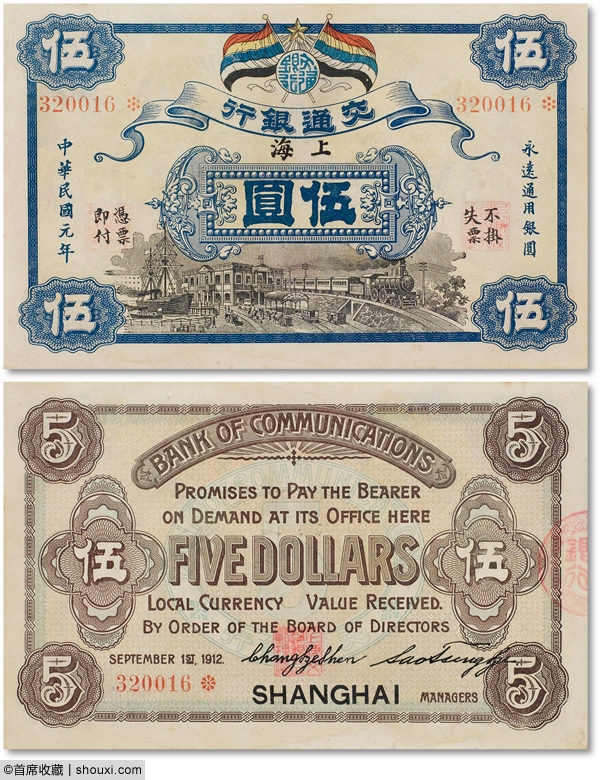 伍
伍
320016 *
320016 *
交通銀行
上海
伍圓
永遠通用銀圓
不掛
失票
憑票
即付
中華民國元年
伍
伍
5
5
BANK OF COMMUNICATIONS
PROMISES TO PAY THE BEARER
ON DEMAND AT ITS OFFICE HERE
伍
FIVE DOLLARS
伍
LOCAL CURRENCY VALUE RECEIVED.
BY ORDER OF THE BOARD OF DIRECTORS
SEPTEMBER 1ST, 1912.
320016 *
SHANGHAI
MANAGERS
5
5
©首席收藏 | shouxi.com